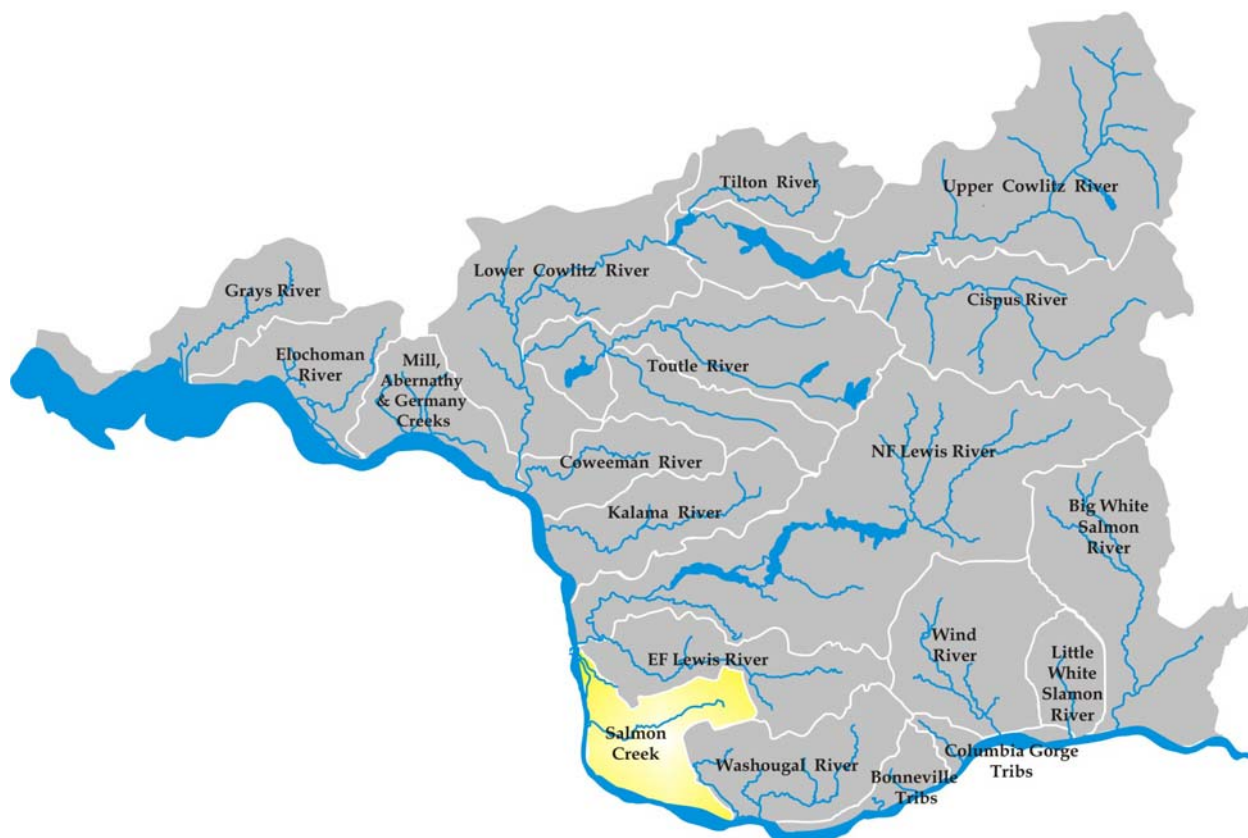 Tilton River
Upper Cowlitz River
Lower Cowlitz River
Grays River
Cispus River
Elochoman
River
Mill,
Abernathy
& Germany
Creeks
Toutle River
NF Lewis River
Coweeman River
Kalama River
Big White
Salmon
River
EF Lewis River
Wind
River
Little
White
Slamon
River
Salmon
Creek
Washougal River
Bonneville
Tribs
Columbia Gorge
Tribs